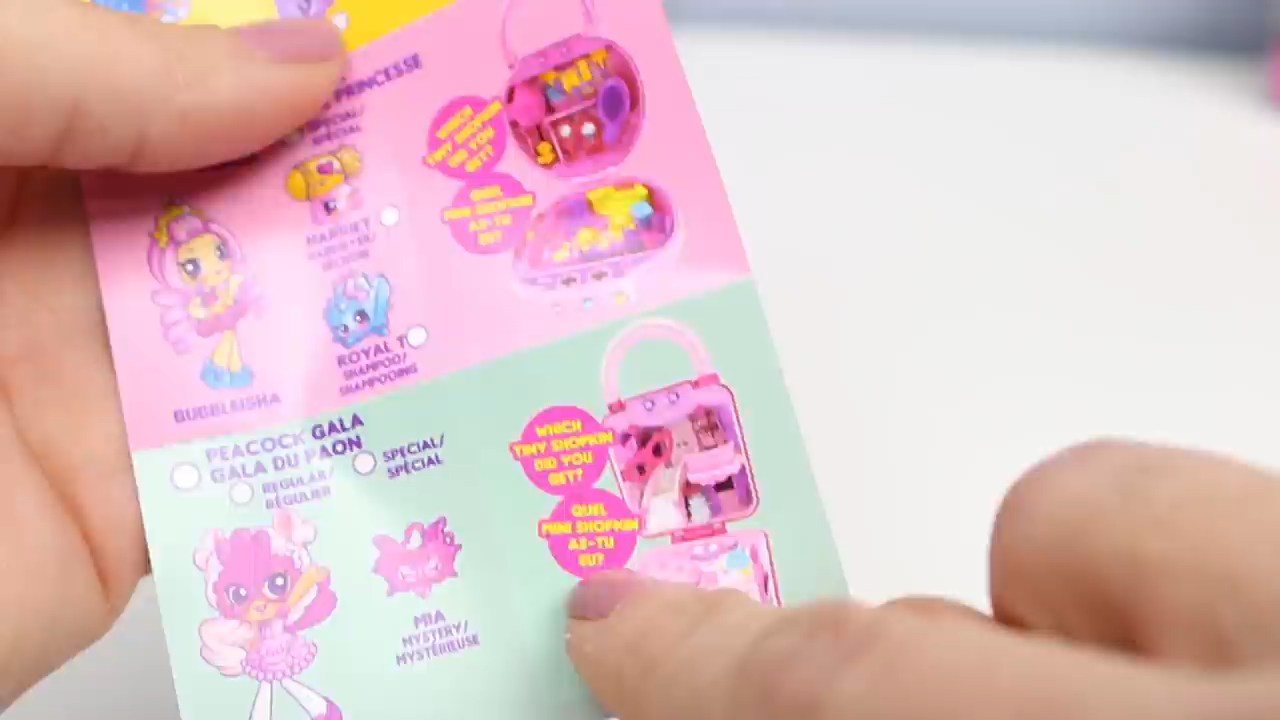 PRINCESSE
SPÉCIAL
WHICH
TINY SHOPKIN
DID YOU
GET?
QUEL
MINI SHOPKIN
AS-TU
EU?
ROYAL T
SHAMPOO/
SHAMPOOING
BUBBLEISHA
PEACOCK GALA
GALA DU PAON
REGULAR/
RÉGULIER
SPECIAL/
SPÉCIAL
WHICH
TINY SHOPKIN
DID YOU
GET?
QUEL
MINI SHOPKIN
AS-TU
EU?
MIA
MYSTERY/
MYSTÉRIEUSE